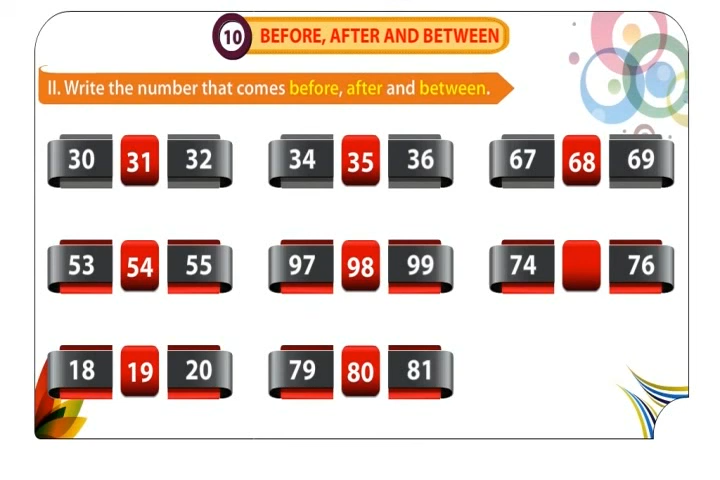 10 BEFORE, AFTER AND BETWEEN
II. Write the number that comes before, after and between.
30 31 32 34 35 36 67 68 69
53 54 55 97 98 99 74 76
18 19 20 79 80 81